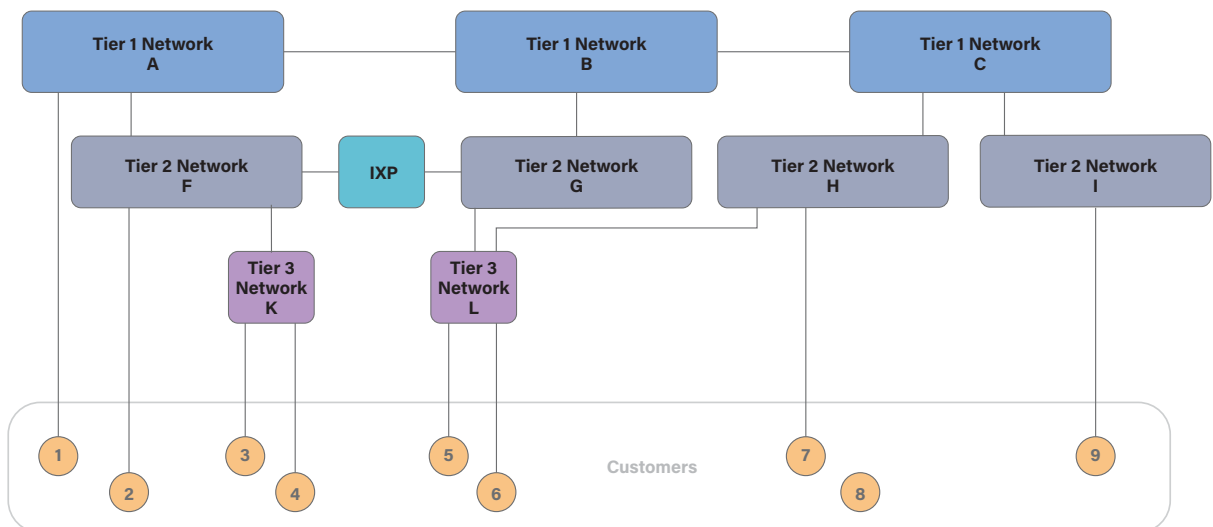 Tier 1 Network
A
Tier 1 Network
B
Tier 1 Network
C
Tier 2 Network
F
IXP
Tier 2 Network
G
Tier 2 Network
H
Tier 2 Network
I
Tier 3
Network
K
Tier 3
Network
L
1
2
3
4
5
6
Customers
7
8
9